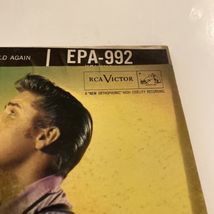 LD AGAIN
EPA-992
RCA VICTOR
A "NEW ORTHOPHONIC" HIGH FIDELITY RECORDING